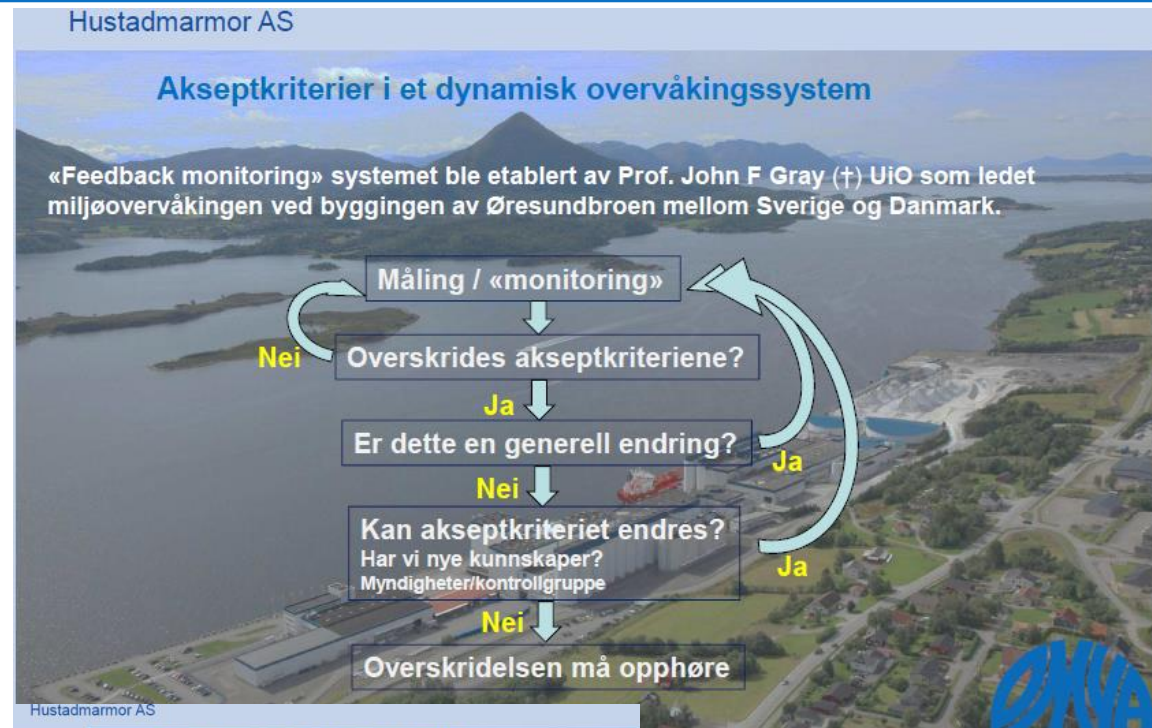 Hustadmarmor AS
Akseptkriterier i et dynamisk overvåkingssystem
«Feedback monitoring» systemet ble etablert av Prof. John F Gray (†) UiO som ledet
miljøovervåkingen ved byggingen av Øresundbroen mellom Sverige og Danmark.
Måling / «monitoring»
Nei
Overskrides akseptkriteriene?
Ja
Er dette en generell endring?
Ja
Nei
Kan akseptkriteriet endres?
Har vi nye kunnskaper?
Myndigheter/kontrollgruppe
Ja
Nei
Overskridelsen må opphøre
Hustadmarmor AS
OMYA